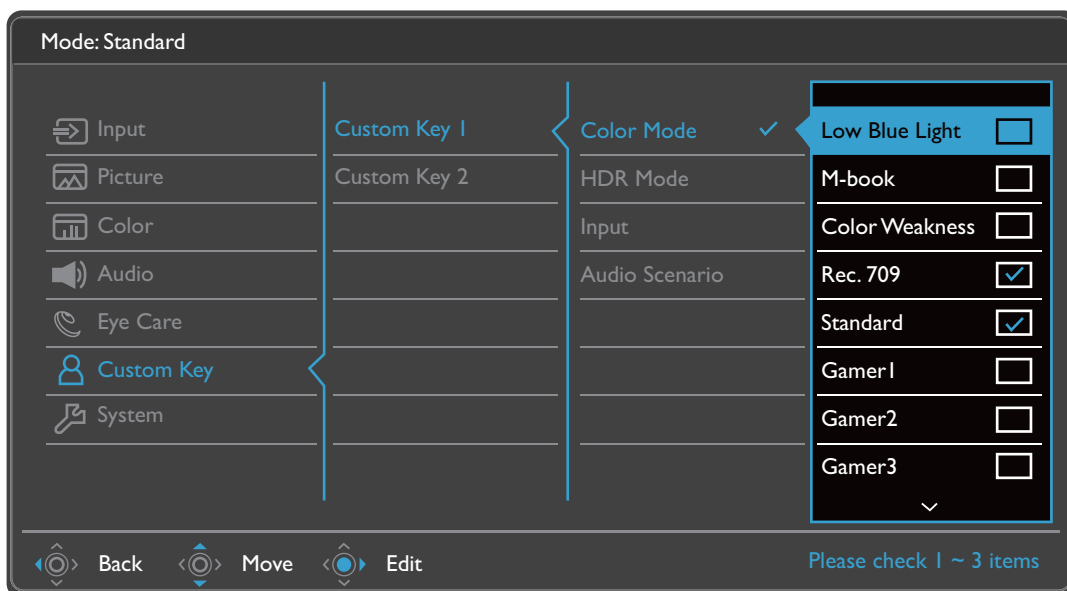 Mode: Standard
Input
Picture
Color
Audio
Eye Care
Custom Key
System
Custom Key 1
Custom Key 2
Color Mode
HDR Mode
Input
Audio Scenario
Low Blue Light
M-book
Color Weakness
Rec. 709
Standard
Gamer1
Gamer2
Gamer3
Back
Move
Edit
Please check 1 ~ 3 items